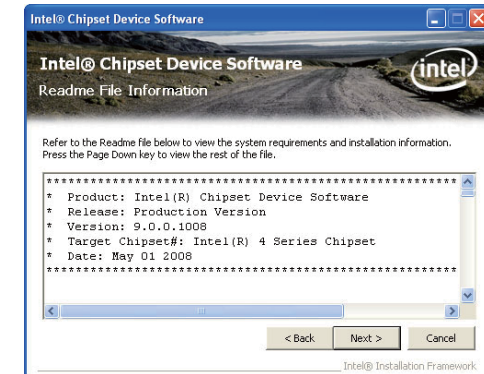 Intel® Chipset Device Software
Intel® Chipset Device Software
intel
Readme File Information
Refer to the Readme file below to view the system requirements and installation information.
Press the Page Down key to view the rest of the file.
************************************************************
* Product: Intel(R) Chipset Device Software
* Release: Production Version
* Version: 9.0.0.1008
* Target Chipset#: Intel(R) 4 Series Chipset
* Date: May 01 2008
************************************************************
< Back
Next >
Cancel
Intel® Installation Framework